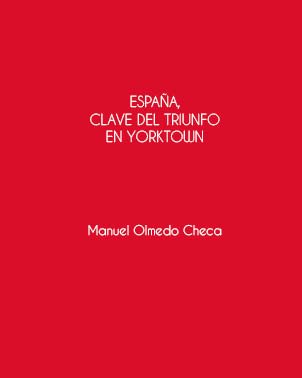 ESPAÑA,
CLAVE DEL TRIUNFO
EN YORKTOWN
Manuel Olmedo Checa